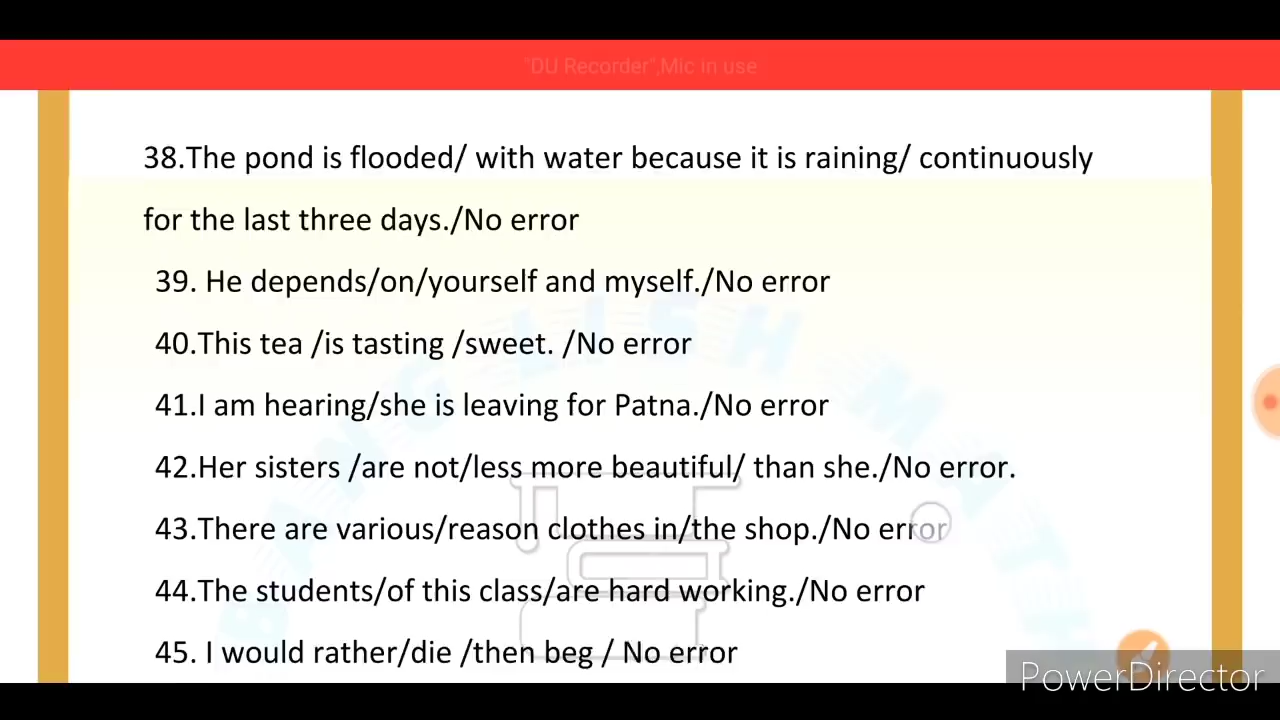 "DU Recorder",Mic in use
38.The pond is flooded/ with water because it is raining/ continuously
for the last three days./No error
39. He depends/on/yourself and myself./No error
40.This tea /is tasting /sweet. /No error
41.I am hearing/she is leaving for Patna./No error
42.Her sisters /are not/less more beautiful/ than she./No error.
43.There are various/reason clothes in/the shop./No error
44.The students/of this class/are hard working./No error
45. I would rather/die /then beg / No error
BANGLISH MATH
PowerDirector